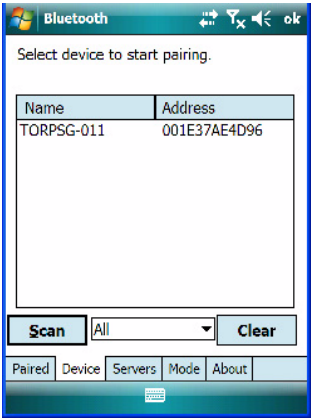 Bluetooth ok
Select device to start pairing.
Name Address
TORPSG-011 001E37AE4D96
Scan All Clear
Paired Device Servers Mode About